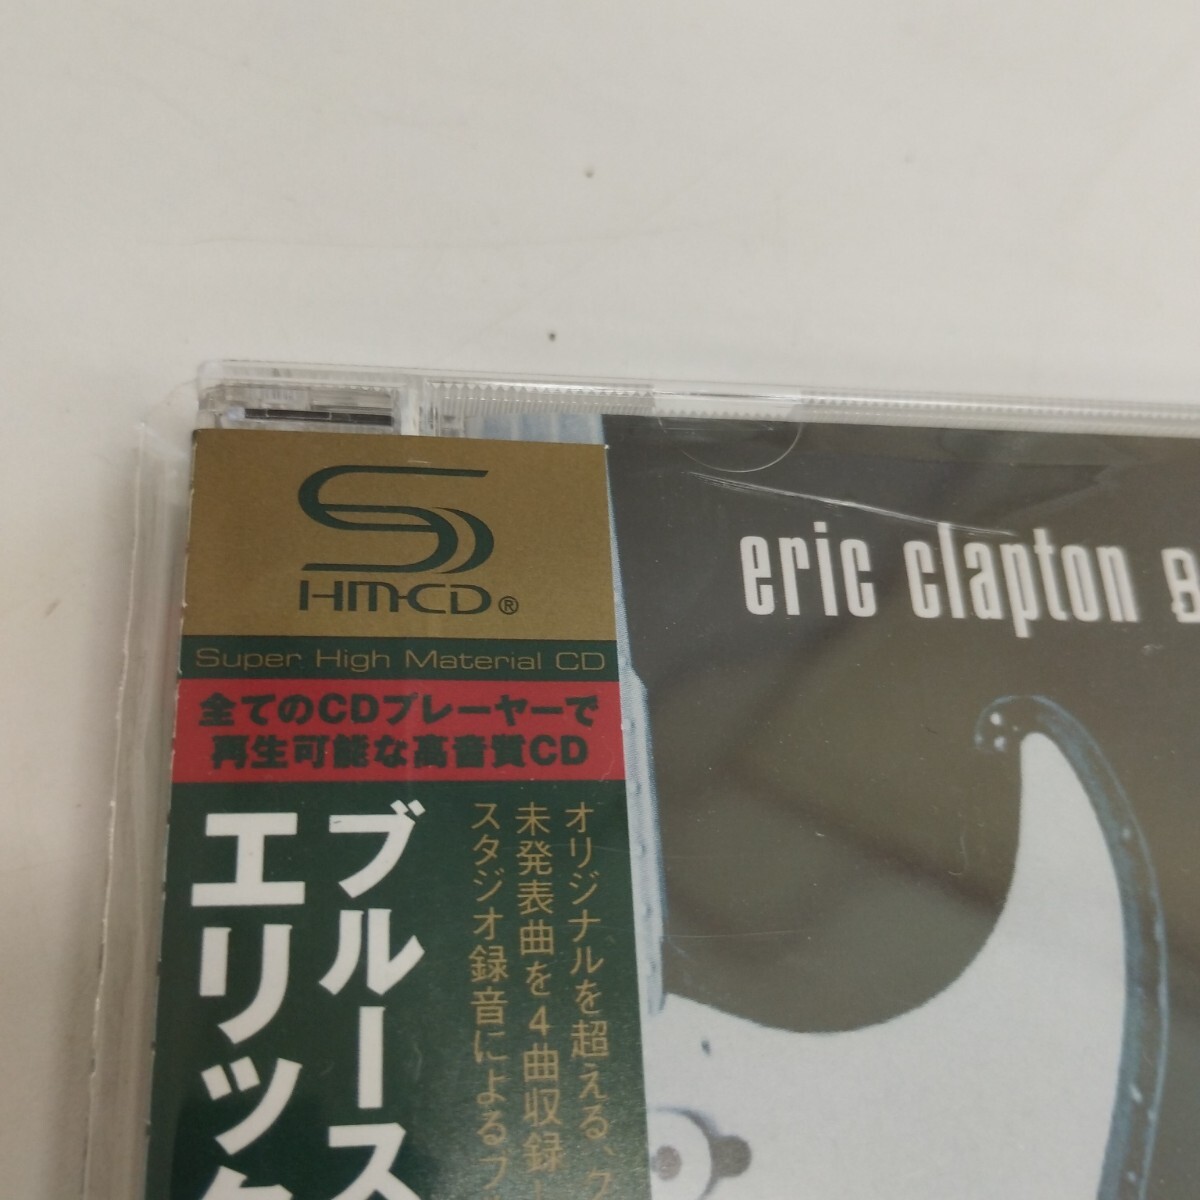 SHM-CD®
Super High Material CD
全てのCDプレーヤーで
再生可能な高音質CD
オリジナルを超える、ク
未発表曲を4曲収録
スタジオ録音によるブ
ブルース
エリック
eric clapton